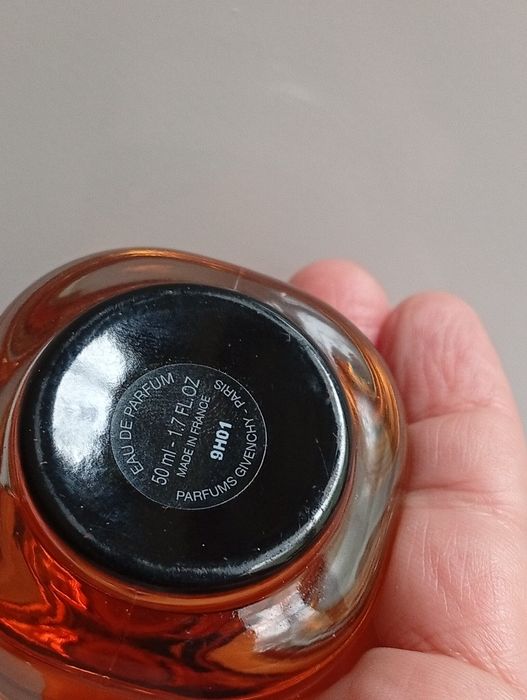 EAU DE PARFUM
50 ml - 1.7 FL.OZ
MADE IN FRANCE
9H01
PARFUMS GIVENCHY - PARIS